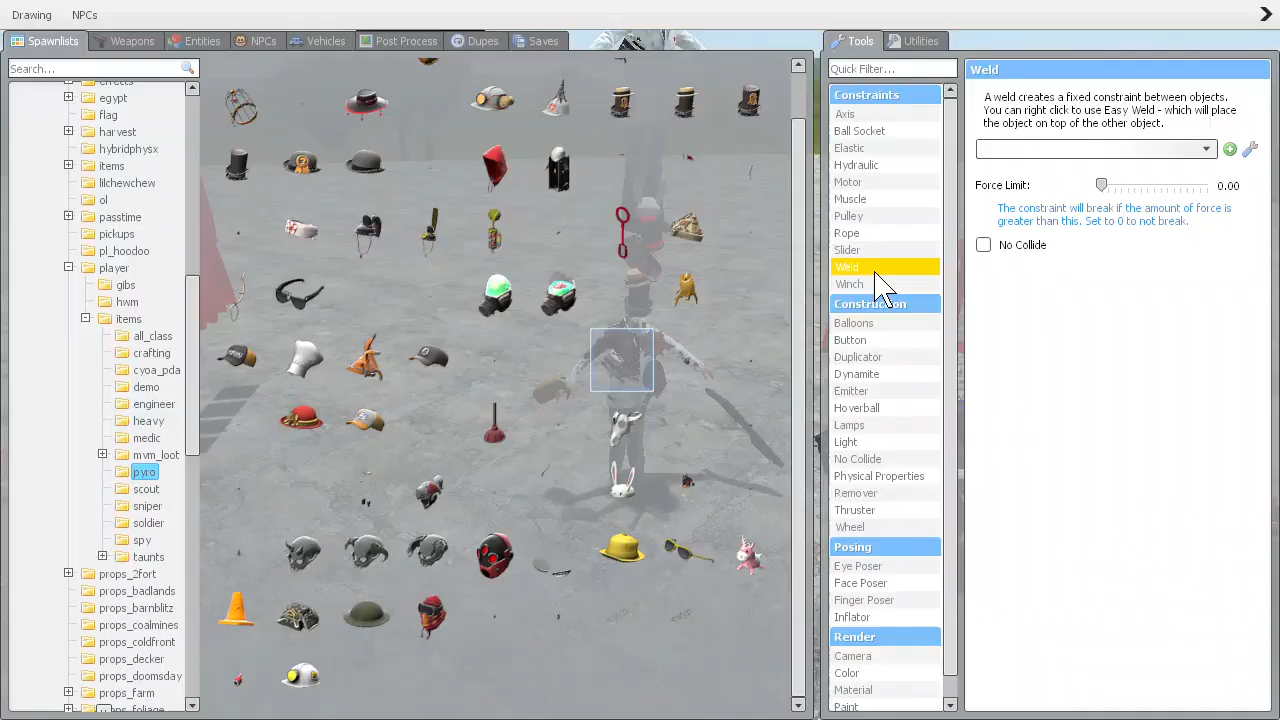 Drawing NPCs
Spawnlists Weapons Entities NPCs Vehicles Post Process Dupes Saves
Tools Utilities
Search...
egypt
flag
harvest
hybridphysx
items
lilchewchew
ol
passtime
pickups
pl_hoodoo
player
gibs
hwm
items
all_class
crafting
cyoa_pda
demo
engineer
heavy
medic
mvm_loot
pyro
scout
sniper
soldier
spy
taunts
props_2fort
props_badlands
props_barnblitz
props_coalmines
props_coldfront
props_decker
props_doomsday
props_farm
Quick Filter...
Constraints
Axis
Ball Socket
Elastic
Hydraulic
Motor
Muscle
Pulley
Rope
Slider
Weld
Winch
Construction
Balloons
Button
Duplicator
Dynamite
Emitter
Hoverball
Lamps
Light
No Collide
Physical Properties
Remover
Thruster
Wheel
Posing
Eye Poser
Face Poser
Finger Poser
Inflator
Render
Camera
Color
Material
Paint
Weld
A weld creates a fixed constraint between objects.
You can right click to use Easy Weld - which will place
the object on top of the other object.
Force Limit: 0.00
The constraint will break if the amount of force is
greater than this. Set to 0 to not break.
No Collide